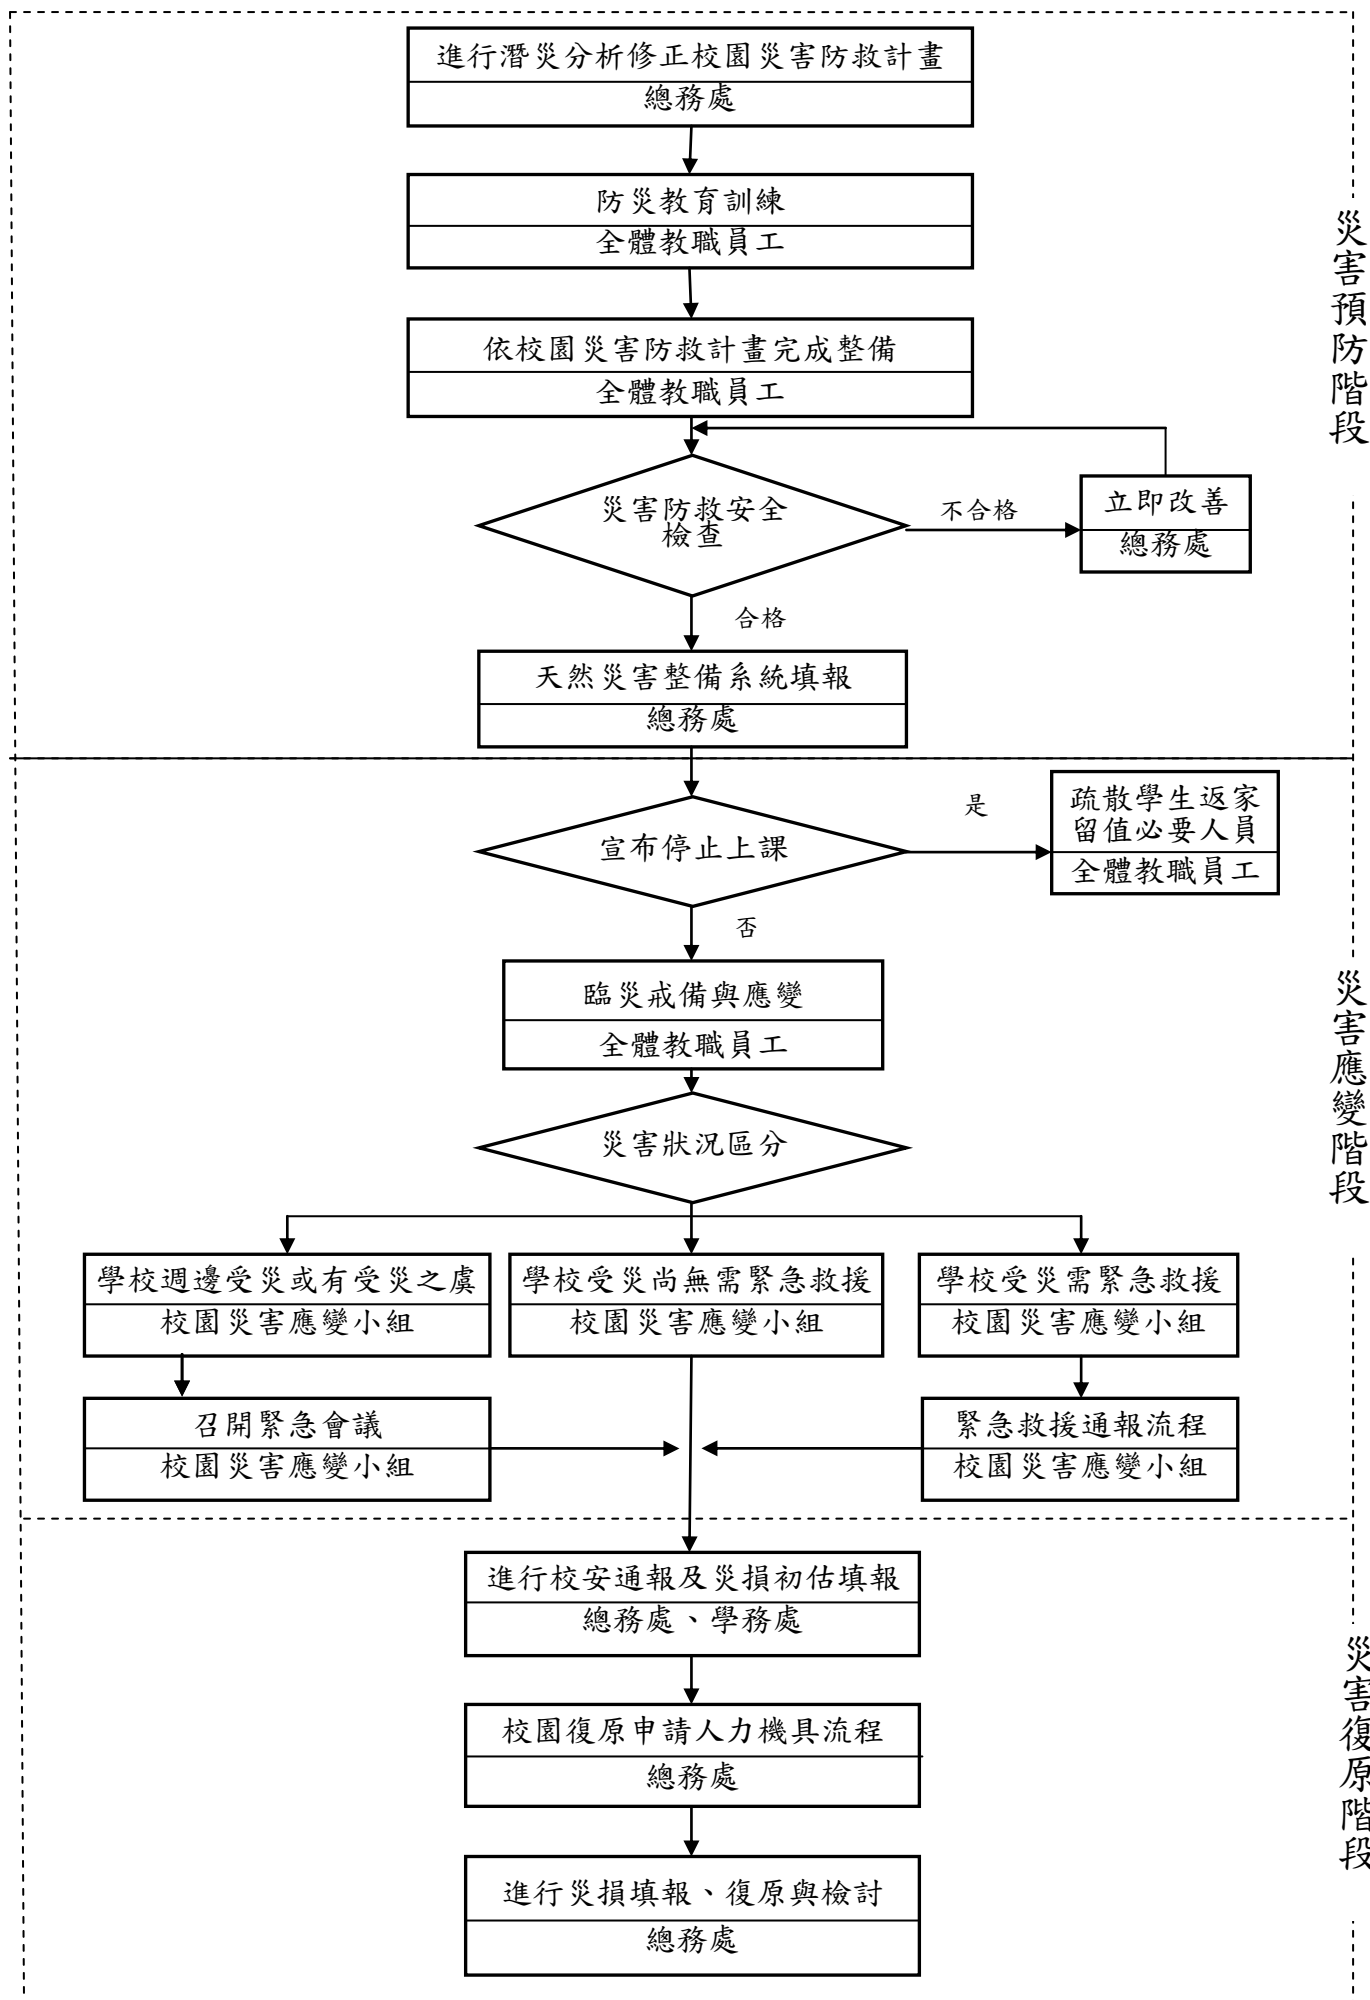 進行潛災分析修正校園災害防救計畫
總務處
防災教育訓練
全體教職員工
依校園災害防救計畫完成整備
全體教職員工
災害防救安全
檢查
不合格
立即改善
總務處
合格
天然災害整備系統填報
總務處
災害預防階段
宣布停止上課
是
疏散學生返家
留值必要人員
全體教職員工
否
臨災戒備與應變
全體教職員工
災害狀況區分
學校週邊受災或有受災之虞
校園災害應變小組
學校受災尚無需緊急救援
校園災害應變小組
學校受災需緊急救援
校園災害應變小組
召開緊急會議
校園災害應變小組
緊急救援通報流程
校園災害應變小組
災害應變階段
進行校安通報及災損初估填報
總務處、學務處
校園復原申請人力機具流程
總務處
進行災損填報、復原與檢討
總務處
災害復原階段